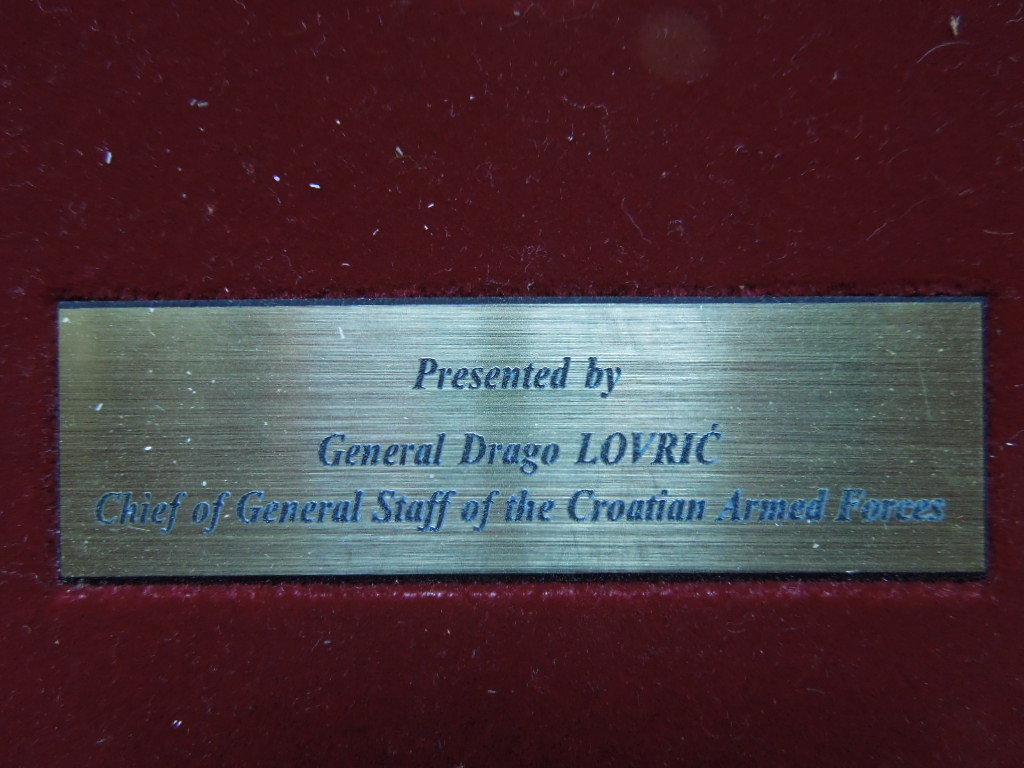 Presented by
General Drago LOVRIĆ
Chief of General Staff of the Croatian Armed Forces